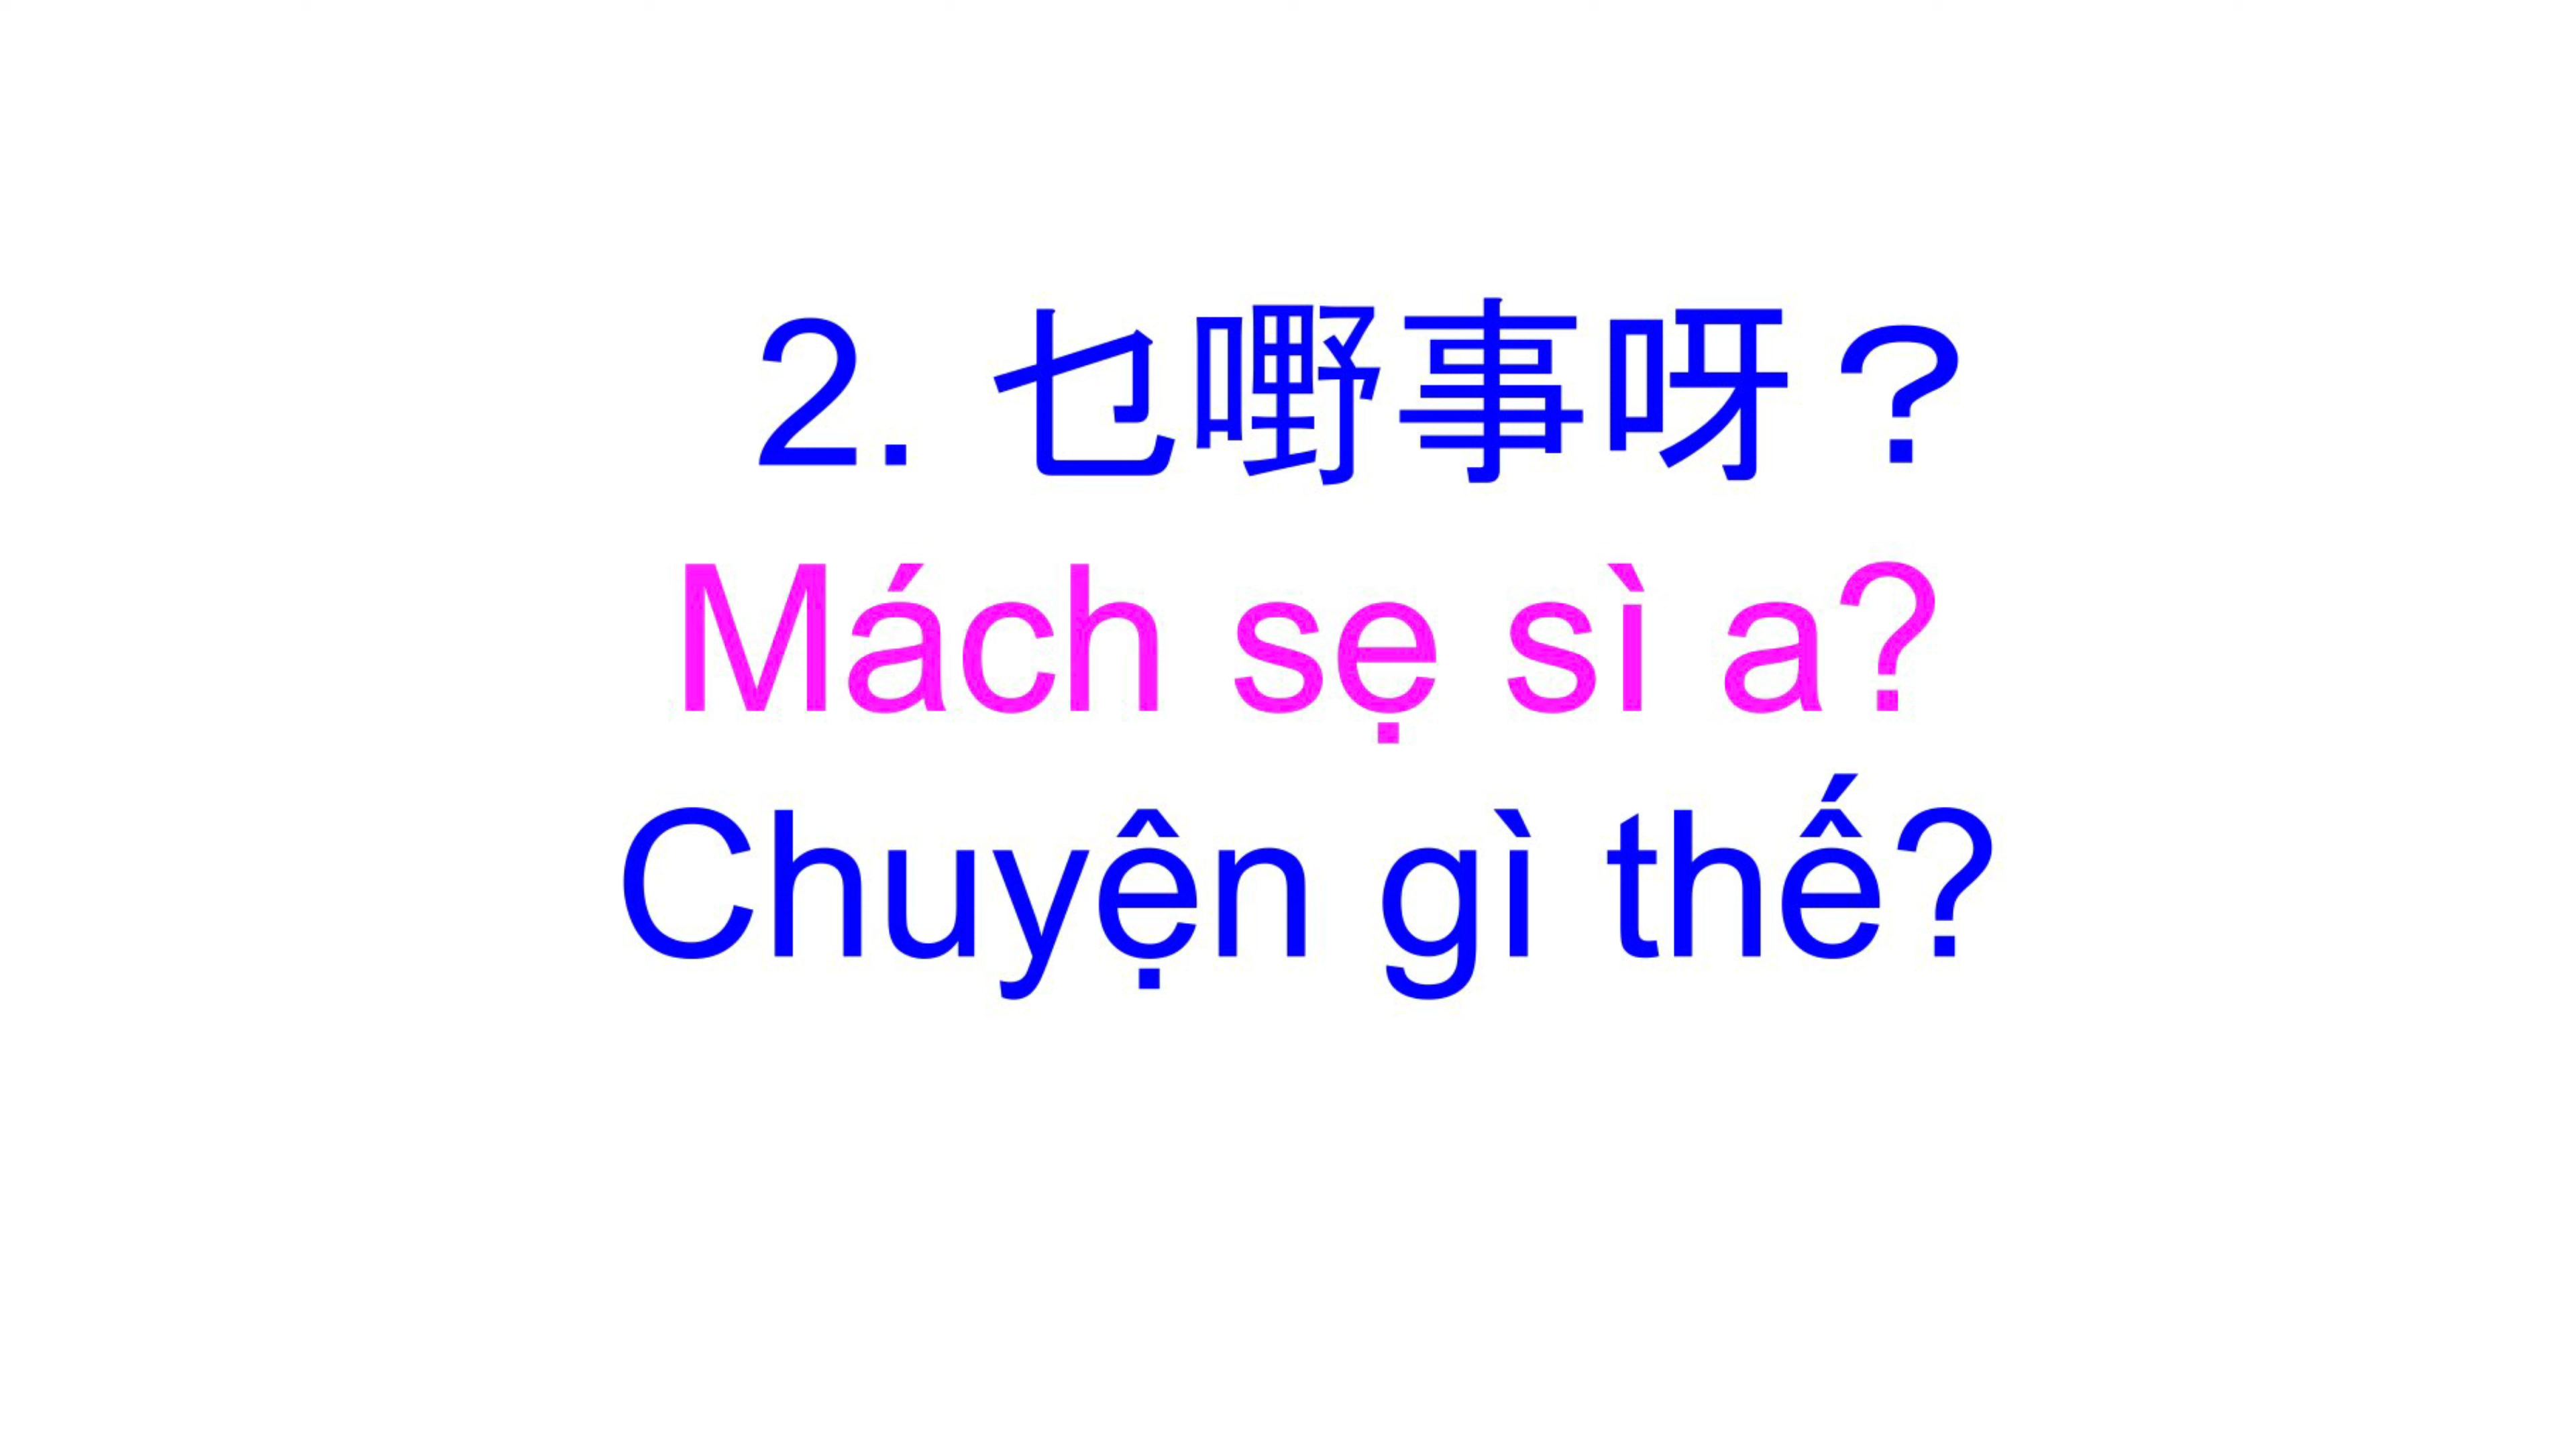 2. 乜嘢事呀？
Mách sẹ sì a?
Chuyện gì thế?